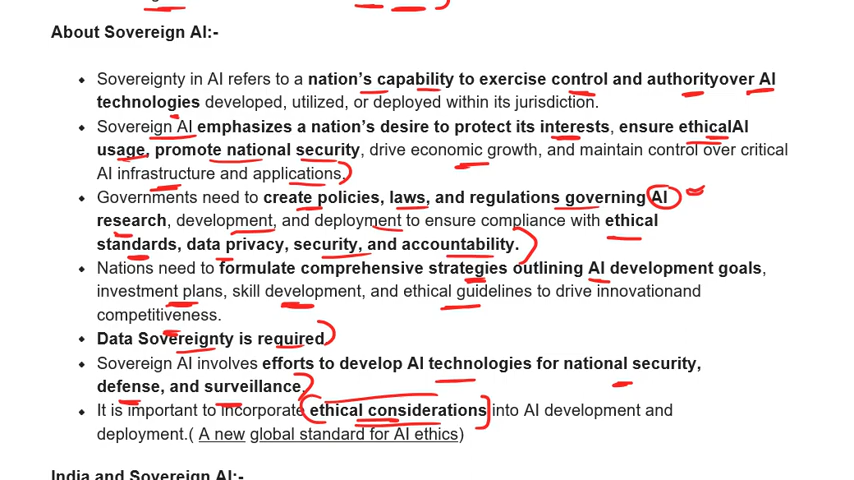 About Sovereign AI:-
Sovereignty in AI refers to a nation's capability to exercise control and authorityover AI
technologies developed, utilized, or deployed within its jurisdiction.
Sovereign AI emphasizes a nation's desire to protect its interests, ensure ethicalAI
usage, promote national security, drive economic growth, and maintain control over critical
AI infrastructure and applications.
Governments need to create policies, laws, and regulations governing AI
research, development, and deployment to ensure compliance with ethical
standards, data privacy, security, and accountability.
Nations need to formulate comprehensive strategies outlining AI development goals,
investment plans, skill development, and ethical guidelines to drive innovationand
competitiveness.
Data Sovereignty is required
Sovereign AI involves efforts to develop AI technologies for national security,
defense, and surveillance.
It is important to incorporate ethical considerations into AI development and
deployment.( A new global standard for AI ethics)
India and Sovereign AI:-